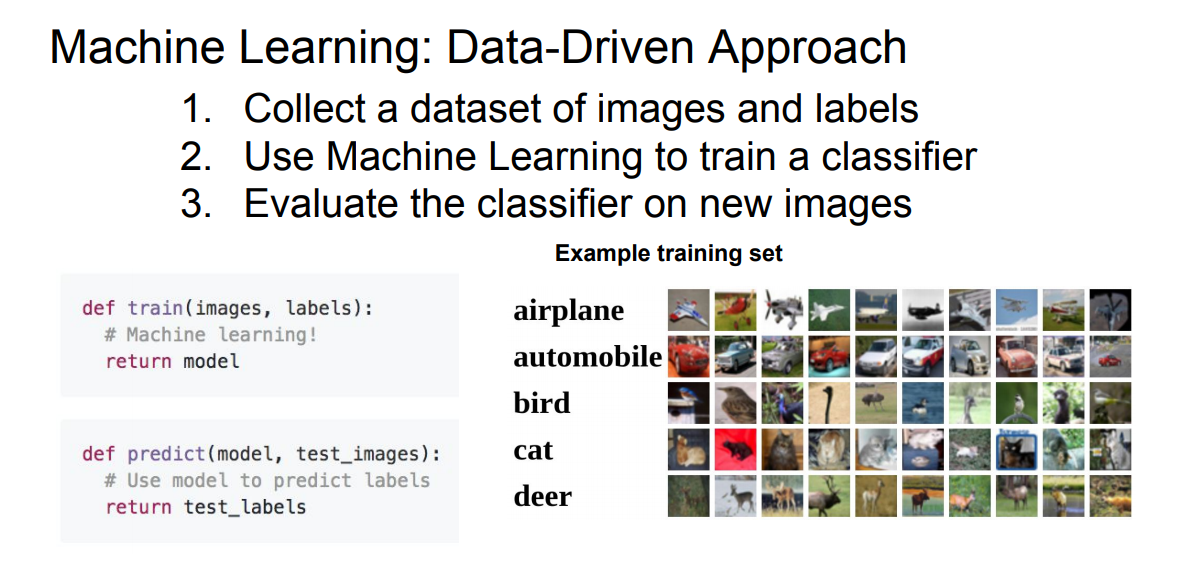 Machine Learning: Data-Driven Approach
1. Collect a dataset of images and labels
2. Use Machine Learning to train a classifier
3. Evaluate the classifier on new images
Example training set
def train(images, labels):
# Machine learning!
return model
def predict(model, test_images):
# Use model to predict labels
return test_labels
airplane
automobile
bird
cat
deer